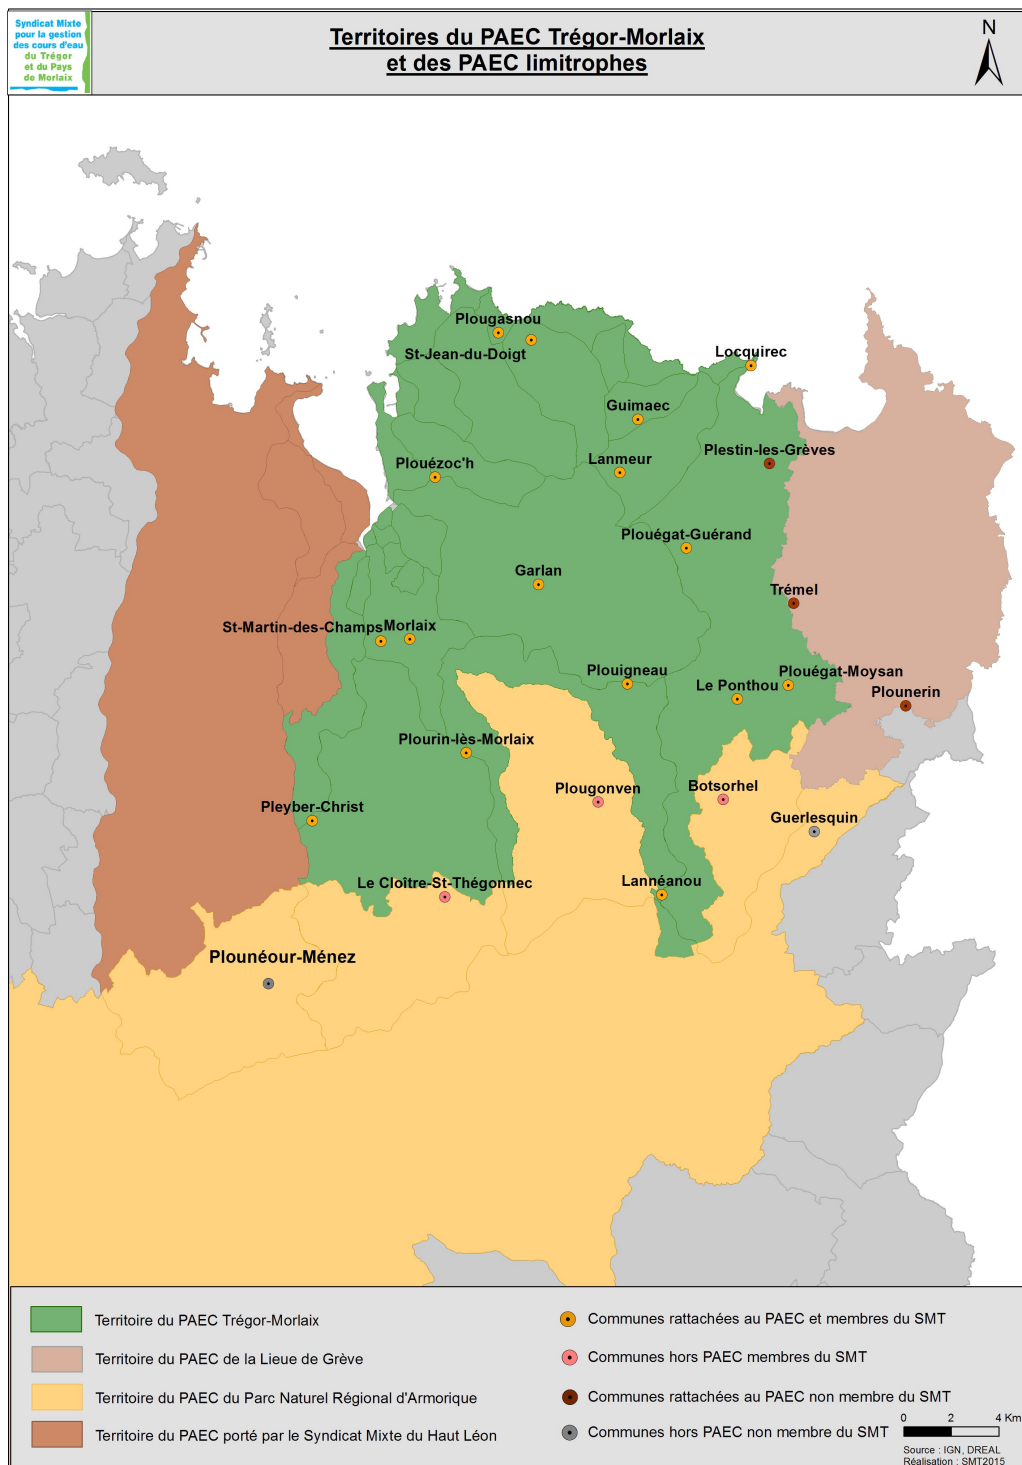 Syndicat Mixte
pour la gestion
des cours d'eau
du Trégor
et du Pays
de Morlaix
Territoires du PAEC Trégor-Morlaix
et des PAEC limitrophes
N
Plougasnou
St-Jean-du-Doigt
Locquirec
Guimaec
Plestin-les-Grèves
Lanmeur
Plouézoc'h
Plouégat-Guérand
Garlan
Trémel
St-Martin-des-Champs
Morlaix
Plouigneau
Plouégat-Moysan
Le Ponthou
Plounerin
Plourin-lès-Morlaix
Plougonven
Botsorhel
Pleyber-Christ
Guerlesquin
Le Cloître-St-Thégonnec
Lannéanou
Plounéour-Ménez
Territoire du PAEC Trégor-Morlaix
Territoire du PAEC de la Lieue de Grève
Territoire du PAEC du Parc Naturel Régional d'Armorique
Territoire du PAEC porté par le Syndicat Mixte du Haut Léon
Communes rattachées au PAEC et membres du SMT
Communes hors PAEC membres du SMT
Communes rattachées au PAEC non membre du SMT
Communes hors PAEC non membre du SMT
0 2 4 Km
Source : IGN, DREAL
Réalisation : SMT2015